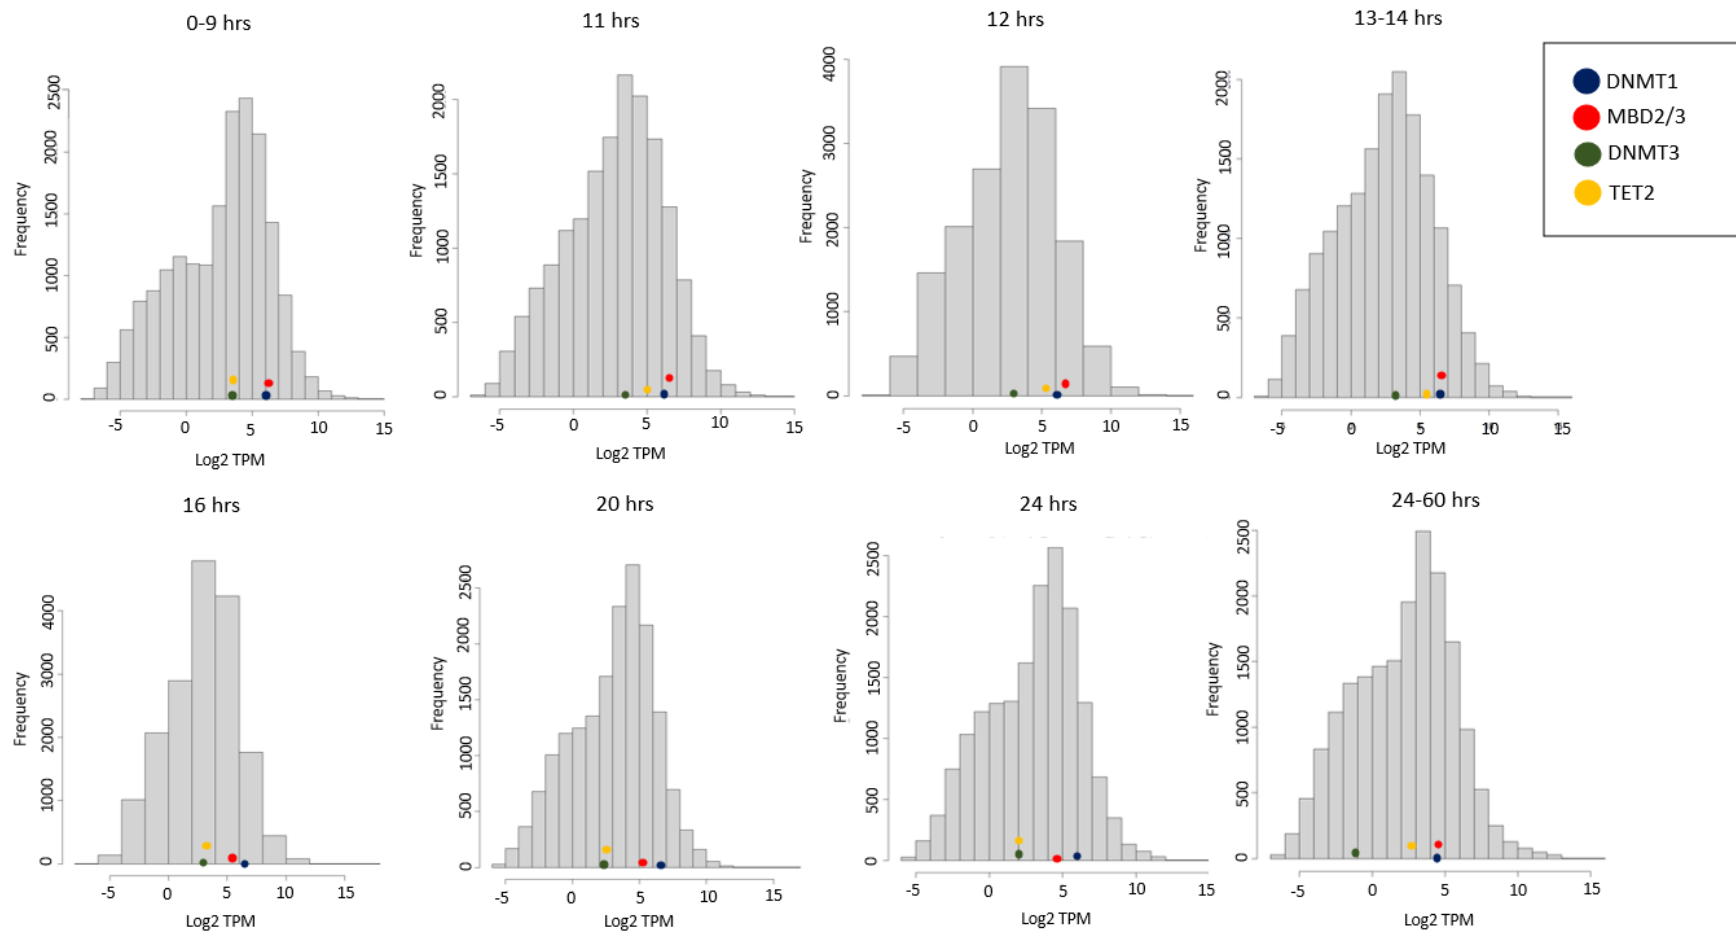 0-9 hrs
Frequency
0 500 1000 1500 2000 2500
-5 0 5 10 15
Log2 TPM
11 hrs
Frequency
0 500 1000 1500 2000
-5 0 5 10 15
Log2 TPM
12 hrs
Frequency
0 1000 2000 3000 4000
-5 0 5 10 15
Log2 TPM
13-14 hrs
Frequency
0 500 1000 1500 2000
-5 0 5 10 15
Log2 TPM
DNMT1
MBD2/3
DNMT3
TET2
16 hrs
Frequency
0 1000 2000 3000 4000
-5 0 5 10 15
Log2 TPM
20 hrs
Frequency
0 500 1000 1500 2000 2500
-5 0 5 10 15
Log2 TPM
24 hrs
Frequency
0 500 1000 1500 2000 2500
-5 0 5 10 15
Log2 TPM
24-60 hrs
Frequency
0 500 1000 1500 2000 2500
-5 0 5 10 15
Log2 TPM